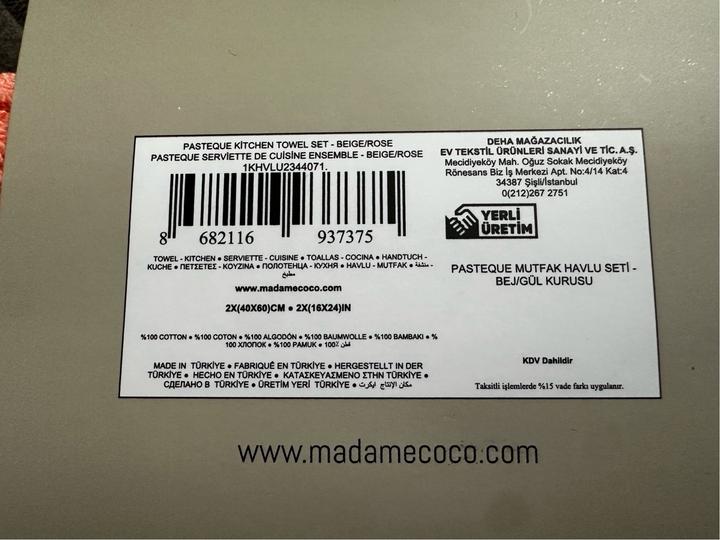 PASTEQUE KİTCHEN TOWEL SET - BEIGE/ROSE
PASTEQUE SERVIETTE DE CUİSİNE ENSEMBLE - BEIGE/ROSE
1KHVLU2344071.
8 682116 937375
TOWEL - KITCHEN • SERVIETTE - CUISINE • TOALLAS - COCINA • HANDTUCH -
KUCHE • ΠΕΤΣΕΤΕΣ - ΚΟΥΖΙΝΑ • ПОЛОТЕНЦА - КУХНЯ • HAVLU - MUTFAK • منشفة -
مطبخ
www.madamecoco.com
2X(40X60)CM • 2X(16X24)IN
%100 COTTON • %100 COTON • %100 ALGODÓN • %100 BAUMWOLLE • %100 BAMBAKI • %
100 ХЛОПОК • %100 PAMUK • 100٪ قطن
MADE IN TÜRKİYE • FABRIQUÉ EN TÜRKİYE • HERGESTELLT IN DER
TÜRKİYE • HECHO EN TÜRKİYE • ΚΑΤΑΣΚΕΥΑΣΜΕΝΟ ΣΤΗΝ TÜRKİYE •
СДЕЛАНО В TÜRKİYE • ÜRETİM YERİ TÜRKİYE • مكان الإنتاج
DEHA MAĞAZACILIK
EV TEKSTİL ÜRÜNLERİ SANAYİ VE TİC. A.Ş.
Mecidiyeköy Mah. Oğuz Sokak Mecidiyeköy
Rönesans Biz İş Merkezi Apt. No:4/14 Kat:4
34387 Şişli/İstanbul
0(212)267 2751
YERLİ
ÜRETİM
PASTEQUE MUTFAK HAVLU SETİ -
BEJ/GÜL KURUSU
KDV Dahildir
Taksitli işlemlerde %15 vade farkı uygulanır.
www.madamecoco.com